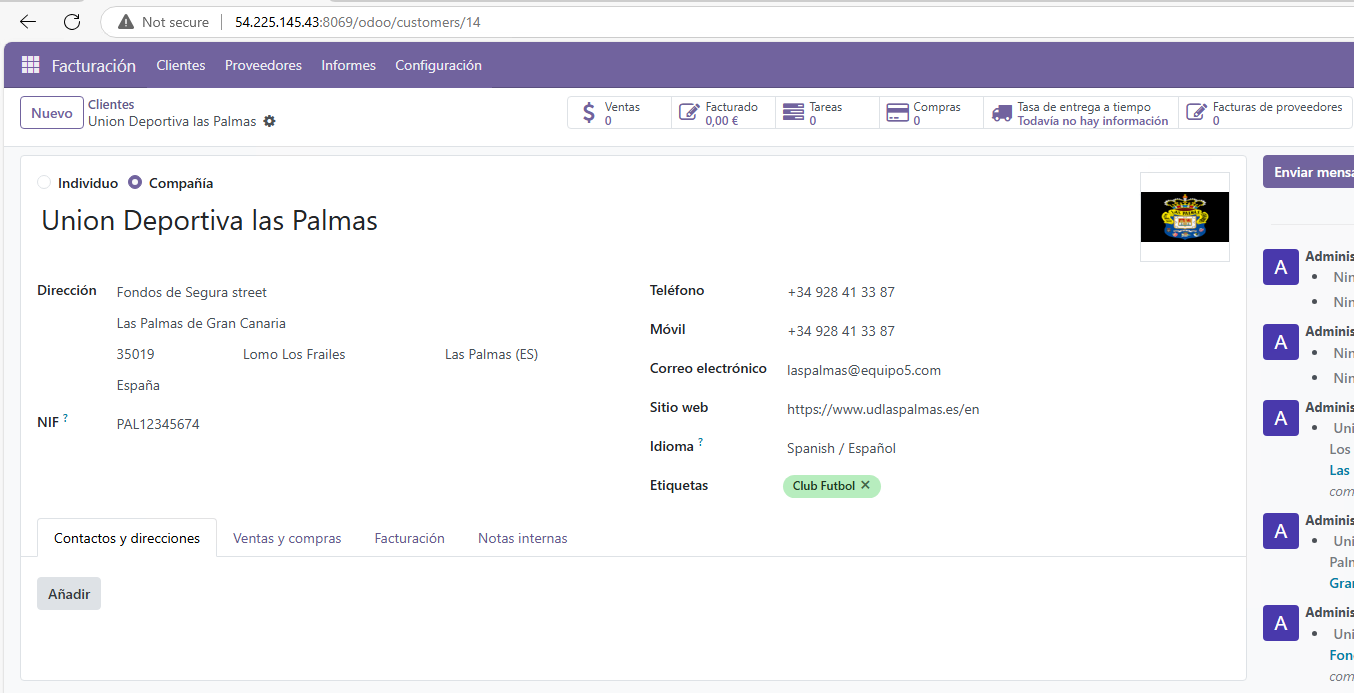 Not secure 54.225.145.43:8069/odoo/customers/14
Facturación Clientes Proveedores Informes Configuración
Nuevo
Clientes
Union Deportiva las Palmas
Ventas
0
Facturado
0,00 €
Tareas
0
Compras
0
Tasa de entrega a tiempo
Todavía no hay información
Facturas de proveedores
0
Individuo Compañía
Union Deportiva las Palmas
Dirección
Fondos de Segura street
Las Palmas de Gran Canaria
35019 Lomo Los Frailes Las Palmas (ES)
España
NIF ? PAL12345674
Teléfono +34 928 41 33 87
Móvil +34 928 41 33 87
Correo electrónico laspalmas@equipo5.com
Sitio web https://www.udlaspalmas.es/en
Idioma ? Spanish / Español
Etiquetas Club Futbol ✕
Contactos y direcciones Ventas y compras Facturación Notas internas
Añadir
Enviar mensa
A Adminis
Nin
Nin
A Adminis
Nin
Nin
A Adminis
Uni
Los
Las
com
A Adminis
Uni
Palm
Gran
A Adminis
Uni
Fon
com